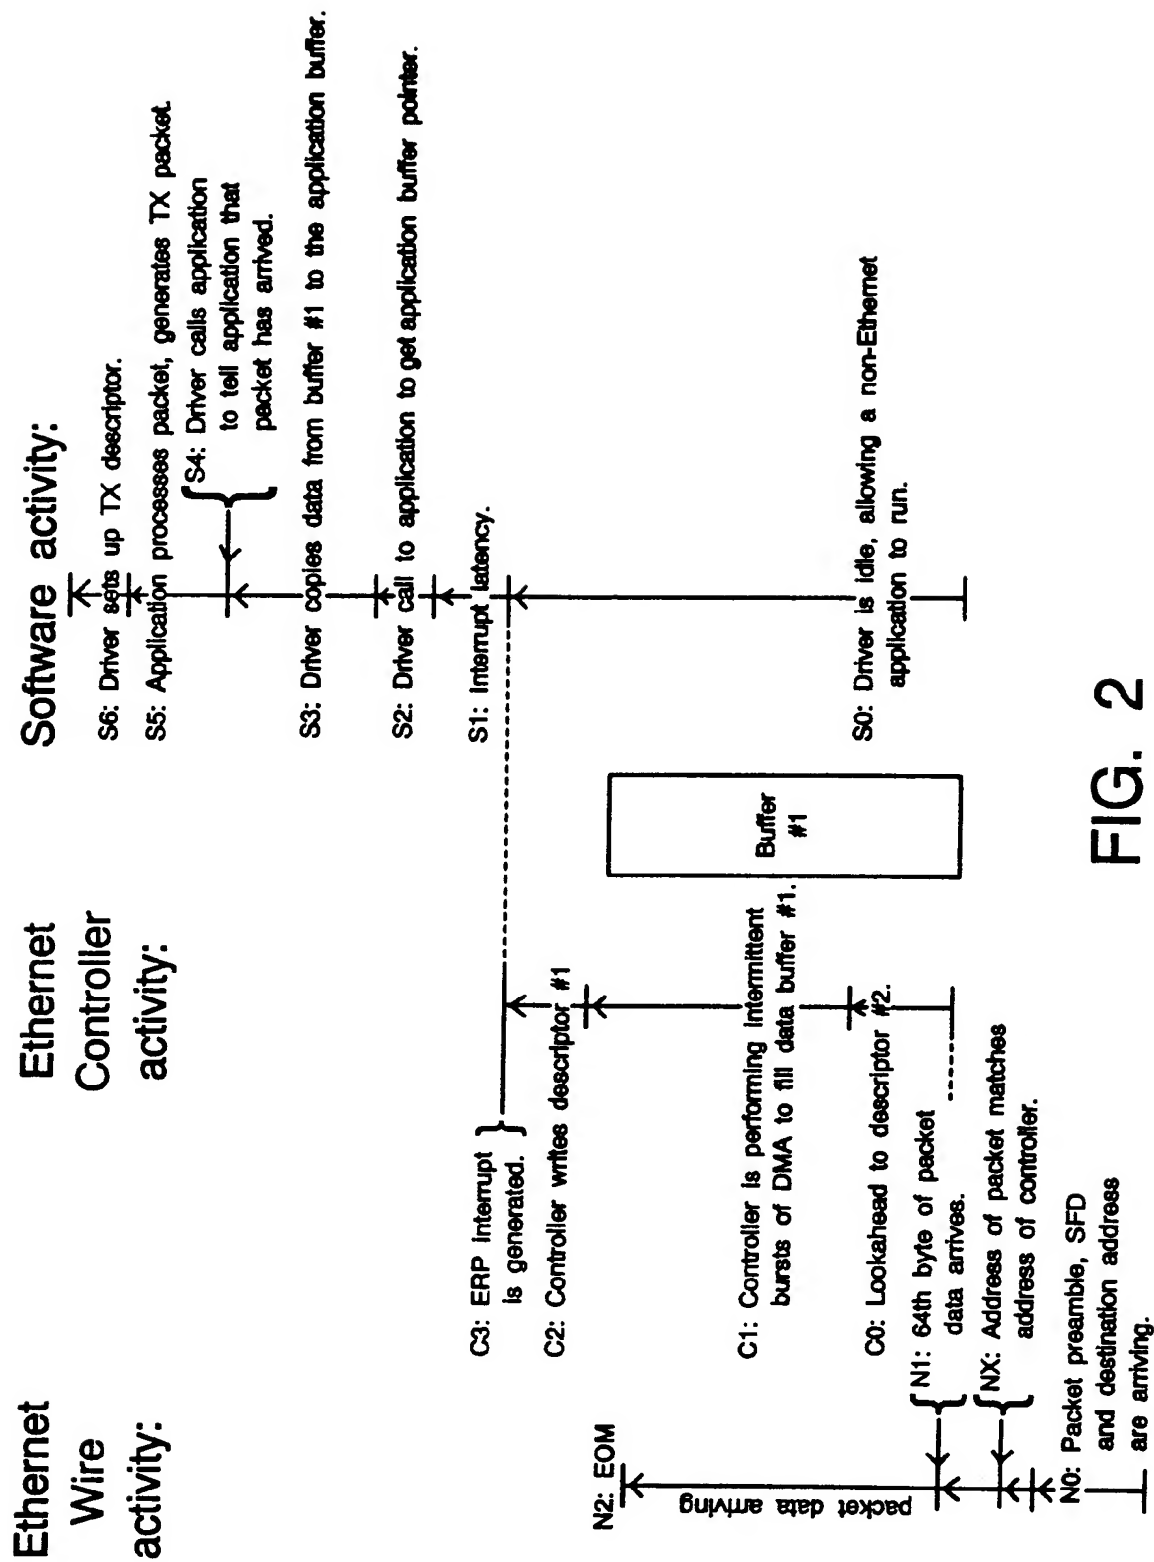 Ethernet
Wire
activity:
Ethernet
Controller
activity:
Software activity:
S6: Driver sets up TX descriptor.
S5: Application processes packet, generates TX packet.
S4: Driver calls application
to tell application that
packet has arrived.
S3: Driver copies data from buffer #1 to the application buffer.
S2: Driver call to application to get application buffer pointer.
S1: Interrupt latency.
S0: Driver is idle, allowing a non-Ethernet
application to run.
C3: ERP interrupt
is generated.
C2: Controller writes descriptor #1
C1: Controller is performing intermittent
bursts of DMA to fill data buffer #1.
C0: Lookahead to descriptor #2.
Buffer
#1
N2: EOM
packet data arriving
N1: 64th byte of packet
data arrives.
NX: Address of packet matches
address of controller.
N0: Packet preamble, SFD
and destination address
are arriving.
FIG. 2